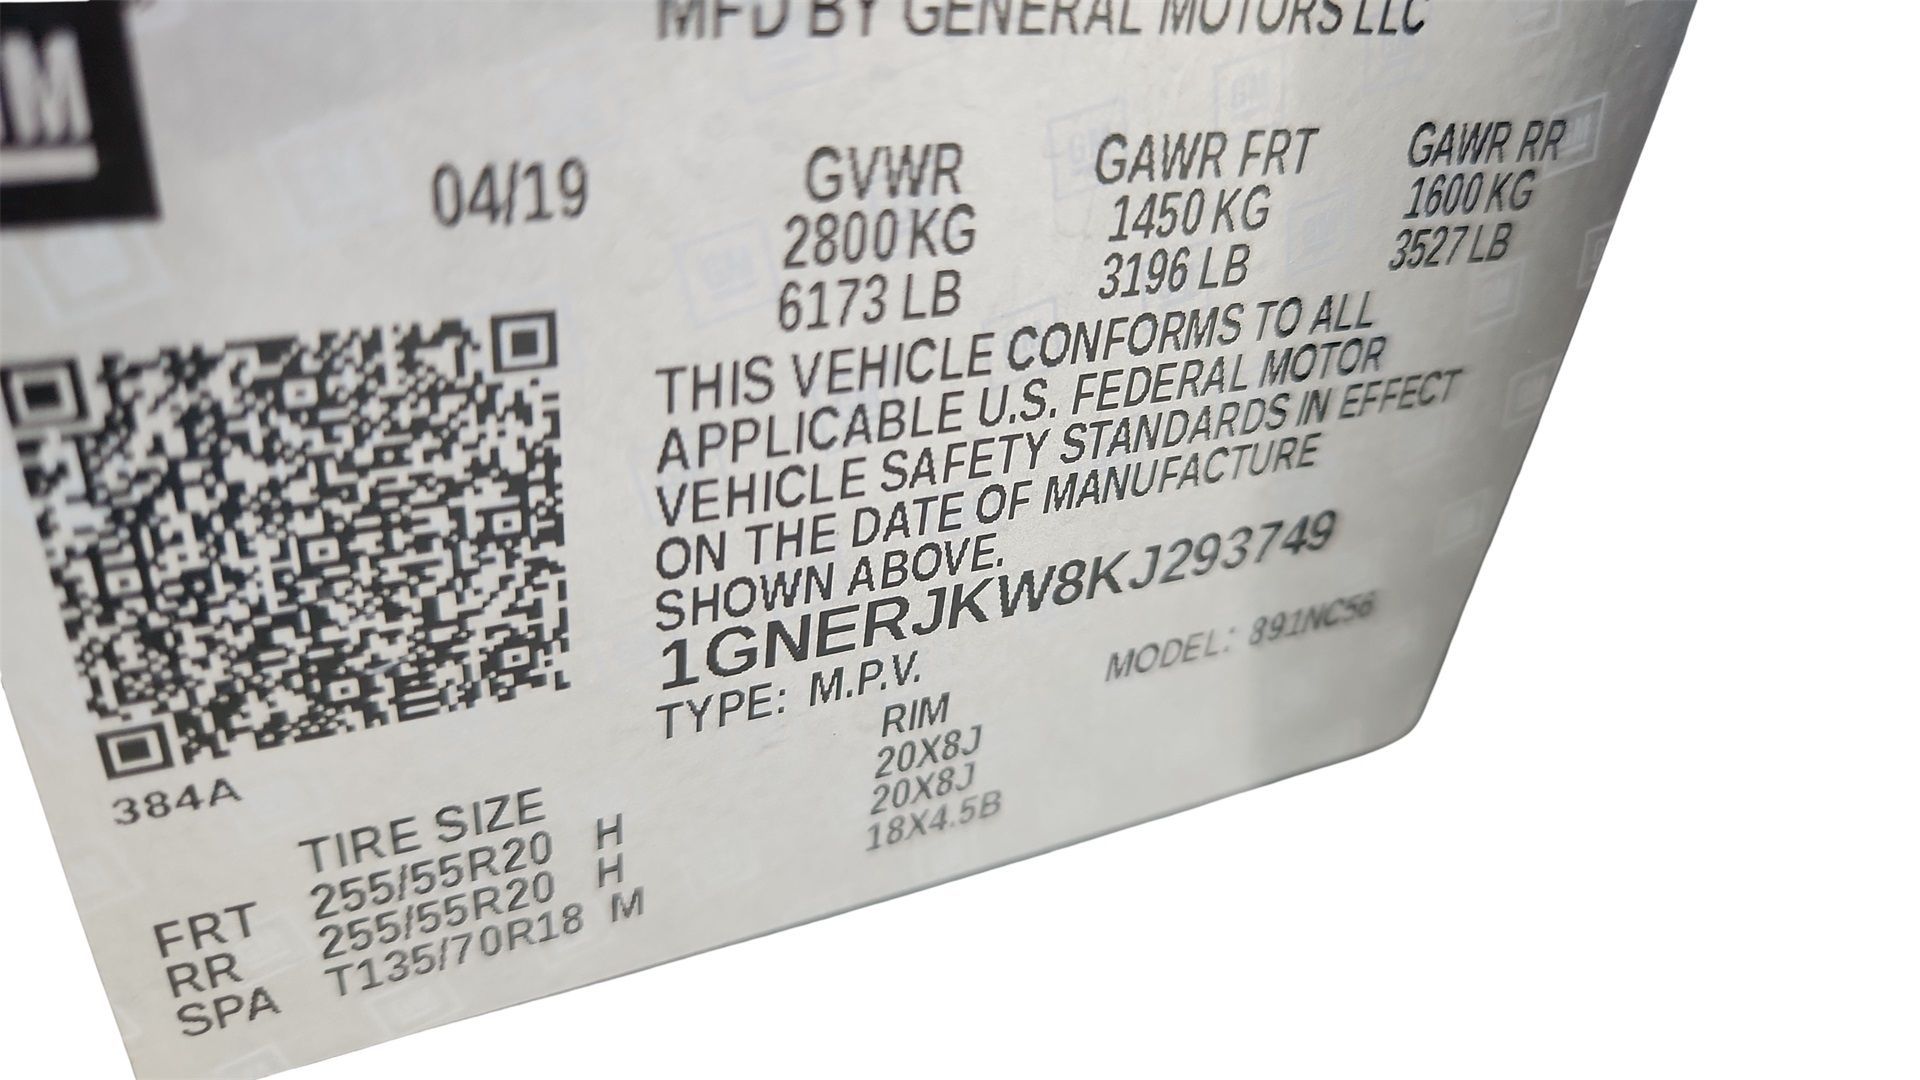 MFD BY GENERAL MOTORS LLC
GM
04/19
GVWR GAWR FRT GAWR RR
2800 KG 1450 KG 1600 KG
6173 LB 3196 LB 3527 LB
THIS VEHICLE CONFORMS TO ALL
APPLICABLE U.S. FEDERAL MOTOR
VEHICLE SAFETY STANDARDS IN EFFECT
ON THE DATE OF MANUFACTURE
SHOWN ABOVE.
1GNERJKW8KJ293749
TYPE: M.P.V. MODEL: 891NC56
384A
TIRE SIZE RIM
FRT 255/55R20 H 20X8J
RR 255/55R20 H 20X8J
SPA T135/70R18 M 18X4.5B